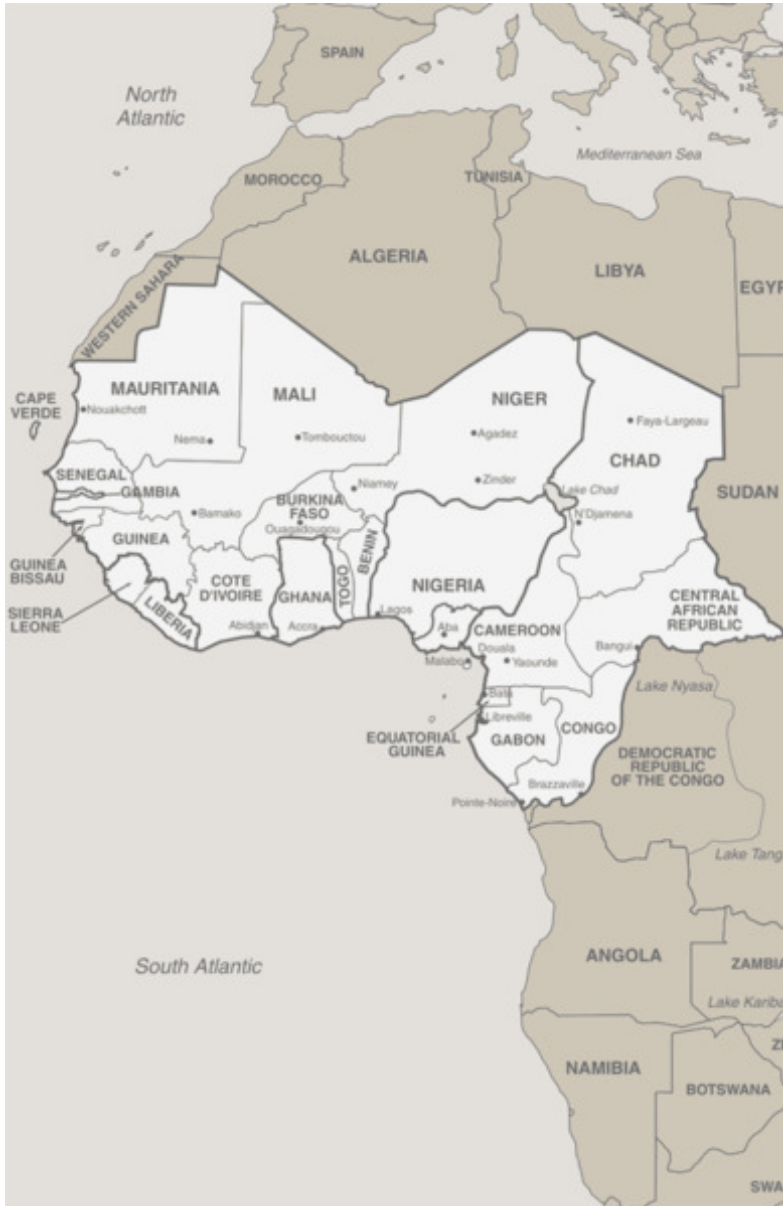 SPAIN
North
Atlantic
Mediterranean Sea
MOROCCO
TUNISIA
ALGERIA
LIBYA
EGYP
WESTERN SAHARA
MAURITANIA
MALI
NIGER
CAPE
VERDE
Nouakchott
Nema
Tombouctou
Agadez
Faya-Largeau
CHAD
SENEGAL
GAMBIA
Niamey
Zinder
Lake Chad
SUDAN
BURKINA
FASO
Bamako
Ouagadougou
N'Djamena
GUINEA
GUINEA
BISSAU
COTE
D'IVOIRE
GHANA
TOGO
BENIN
NIGERIA
CENTRAL
AFRICAN
REPUBLIC
SIERRA
LEONE
LIBERIA
Abidjan
Accra
Lagos
Aba
CAMEROON
Douala
Malabo
Yaounde
Bangui
Lake Nyasa
Bata
Libreville
EQUATORIAL
GUINEA
GABON
CONGO
DEMOCRATIC
REPUBLIC
OF THE CONGO
Brazzaville
Pointe-Noire
Lake Tang
ANGOLA
ZAMBIA
South Atlantic
Lake Kariba
NAMIBIA
ZI
BOTSWANA
SWA